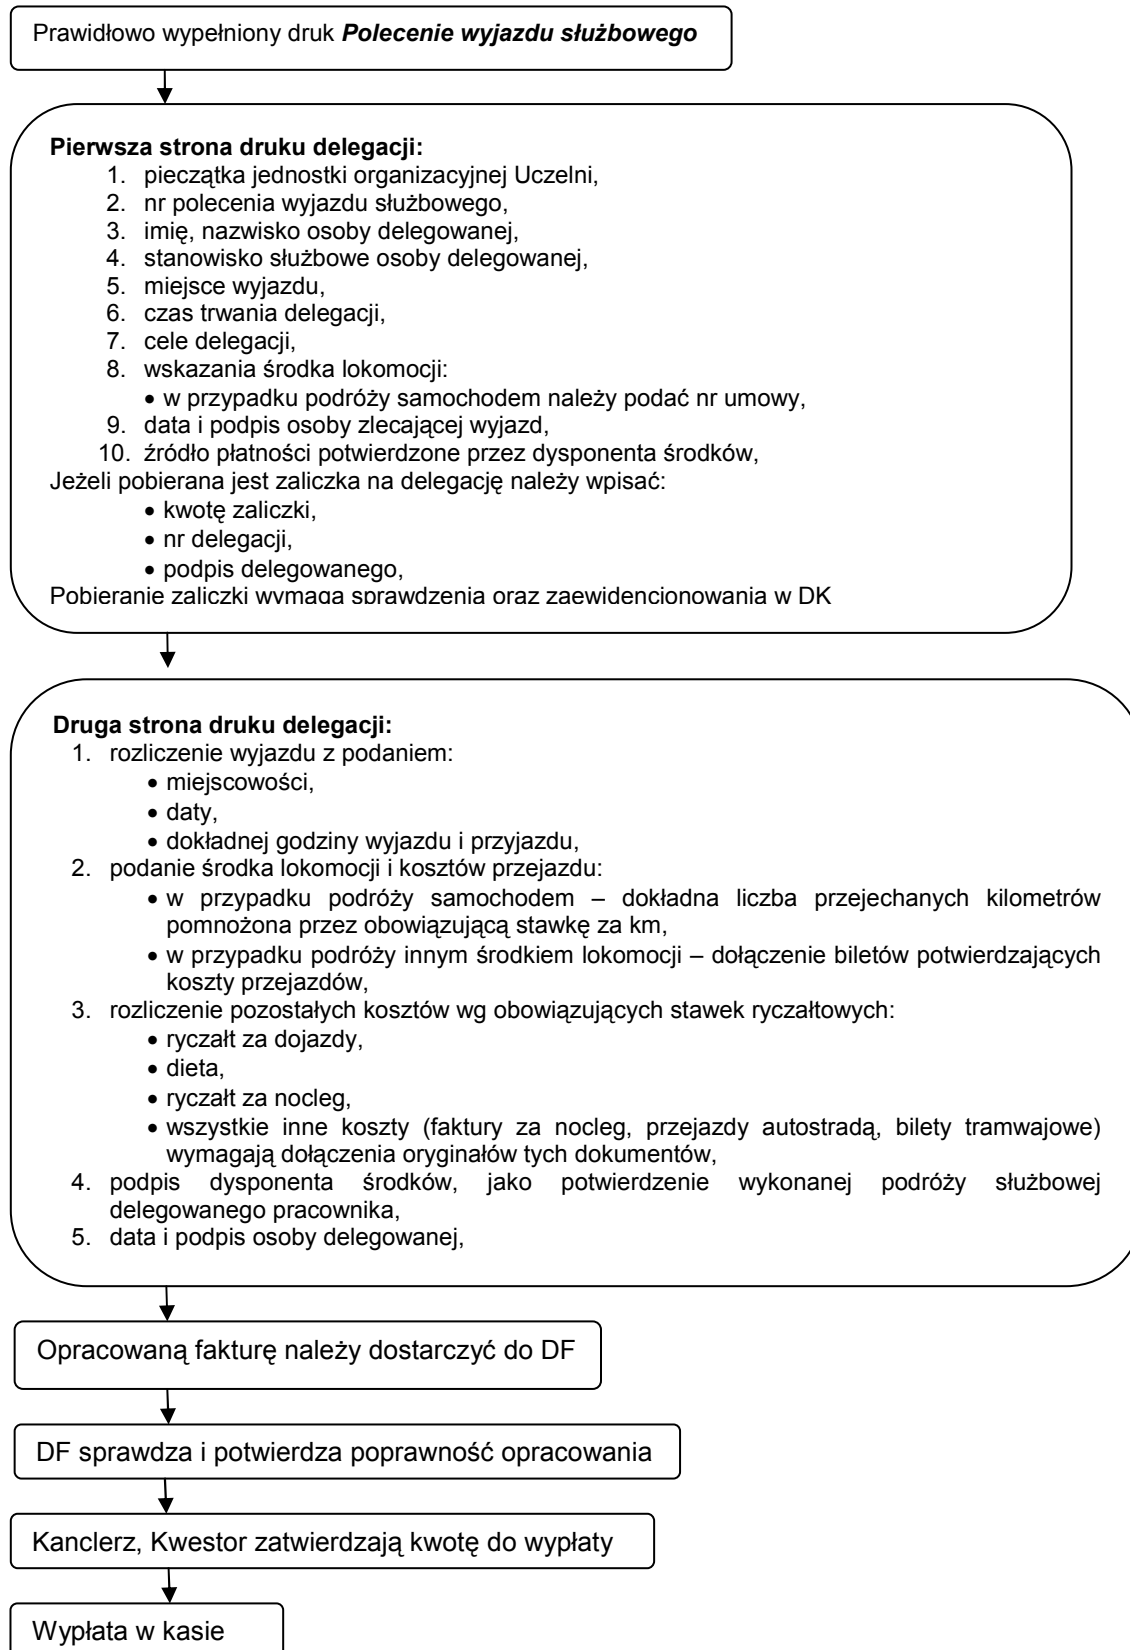 Prawidłowo wypełniony druk Polecenie wyjazdu służbowego
Pierwsza strona druku delegacji:
1. pieczątka jednostki organizacyjnej Uczelni,
2. nr polecenia wyjazdu służbowego,
3. imię, nazwisko osoby delegowanej,
4. stanowisko służbowe osoby delegowanej,
5. miejsce wyjazdu,
6. czas trwania delegacji,
7. cele delegacji,
8. wskazania środka lokomocji:
• w przypadku podróży samochodem należy podać nr umowy,
9. data i podpis osoby zlecającej wyjazd,
10. źródło płatności potwierdzone przez dysponenta środków,
Jeżeli pobierana jest zaliczka na delegację należy wpisać:
• kwotę zaliczki,
• nr delegacji,
• podpis delegowanego,
Pobieranie zaliczki wymaga sprawdzenia oraz zaewidencjonowania w DK
Druga strona druku delegacji:
1. rozliczenie wyjazdu z podaniem:
• miejscowości,
• daty,
• dokładnej godziny wyjazdu i przyjazdu,
2. podanie środka lokomocji i kosztów przejazdu:
• w przypadku podróży samochodem – dokładna liczba przejechanych kilometrów
pomnożona przez obowiązującą stawkę za km,
• w przypadku podróży innym środkiem lokomocji – dołączenie biletów potwierdzających
koszty przejazdów,
3. rozliczenie pozostałych kosztów wg obowiązujących stawek ryczałtowych:
• ryczałt za dojazdy,
• dieta,
• ryczałt za nocleg,
• wszystkie inne koszty (faktury za nocleg, przejazdy autostradą, bilety tramwajowe)
wymagają dołączenia oryginałów tych dokumentów,
4. podpis dysponenta środków, jako potwierdzenie wykonanej podróży służbowej
delegowanego pracownika,
5. data i podpis osoby delegowanej,
Opracowaną fakturę należy dostarczyć do DF
DF sprawdza i potwierdza poprawność opracowania
Kanclerz, Kwestor zatwierdzają kwotę do wypłaty
Wypłata w kasie